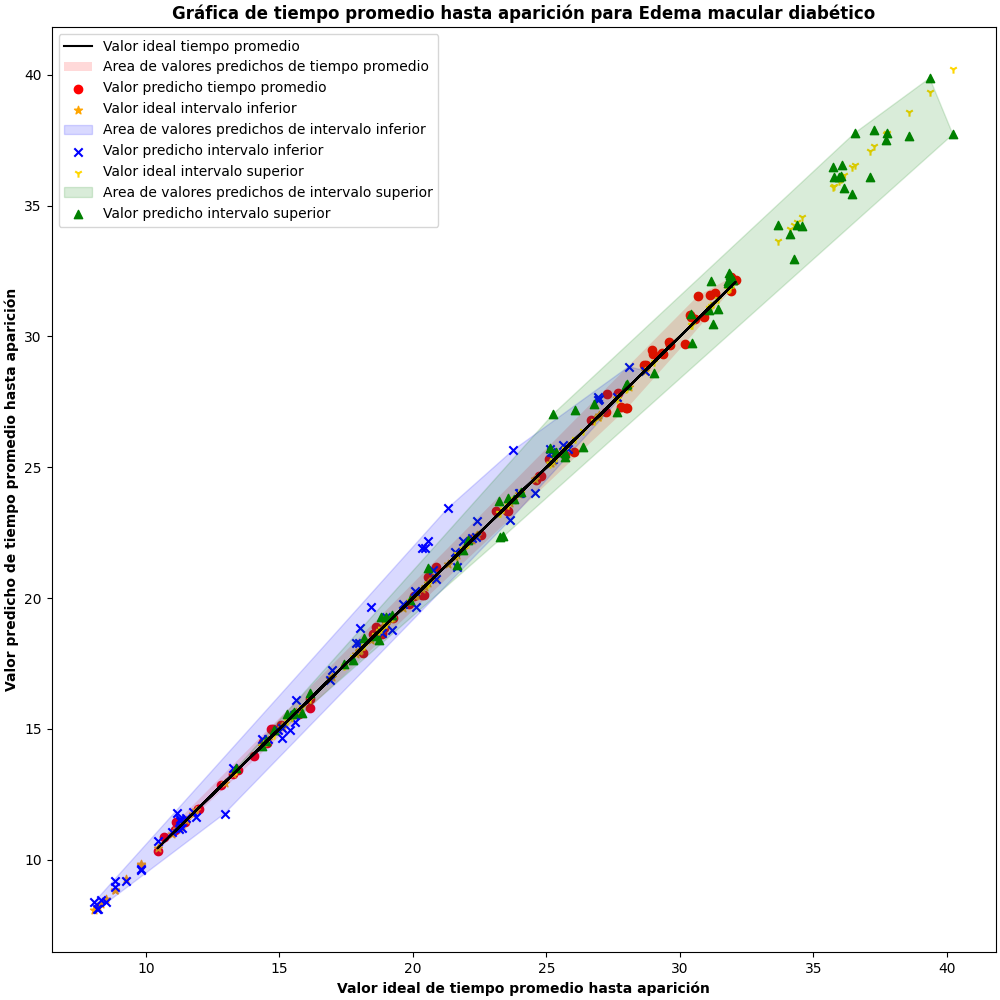 Gráfica de tiempo promedio hasta aparición para Edema macular diabético
Valor ideal tiempo promedio
Area de valores predichos de tiempo promedio
Valor predicho tiempo promedio
Valor ideal intervalo inferior
Area de valores predichos de intervalo inferior
Valor predicho intervalo inferior
Valor ideal intervalo superior
Area de valores predichos de intervalo superior
Valor predicho intervalo superior
Valor predicho de tiempo promedio hasta aparición
40
35
30
25
20
15
10
10 15 20 25 30 35 40
Valor ideal de tiempo promedio hasta aparición